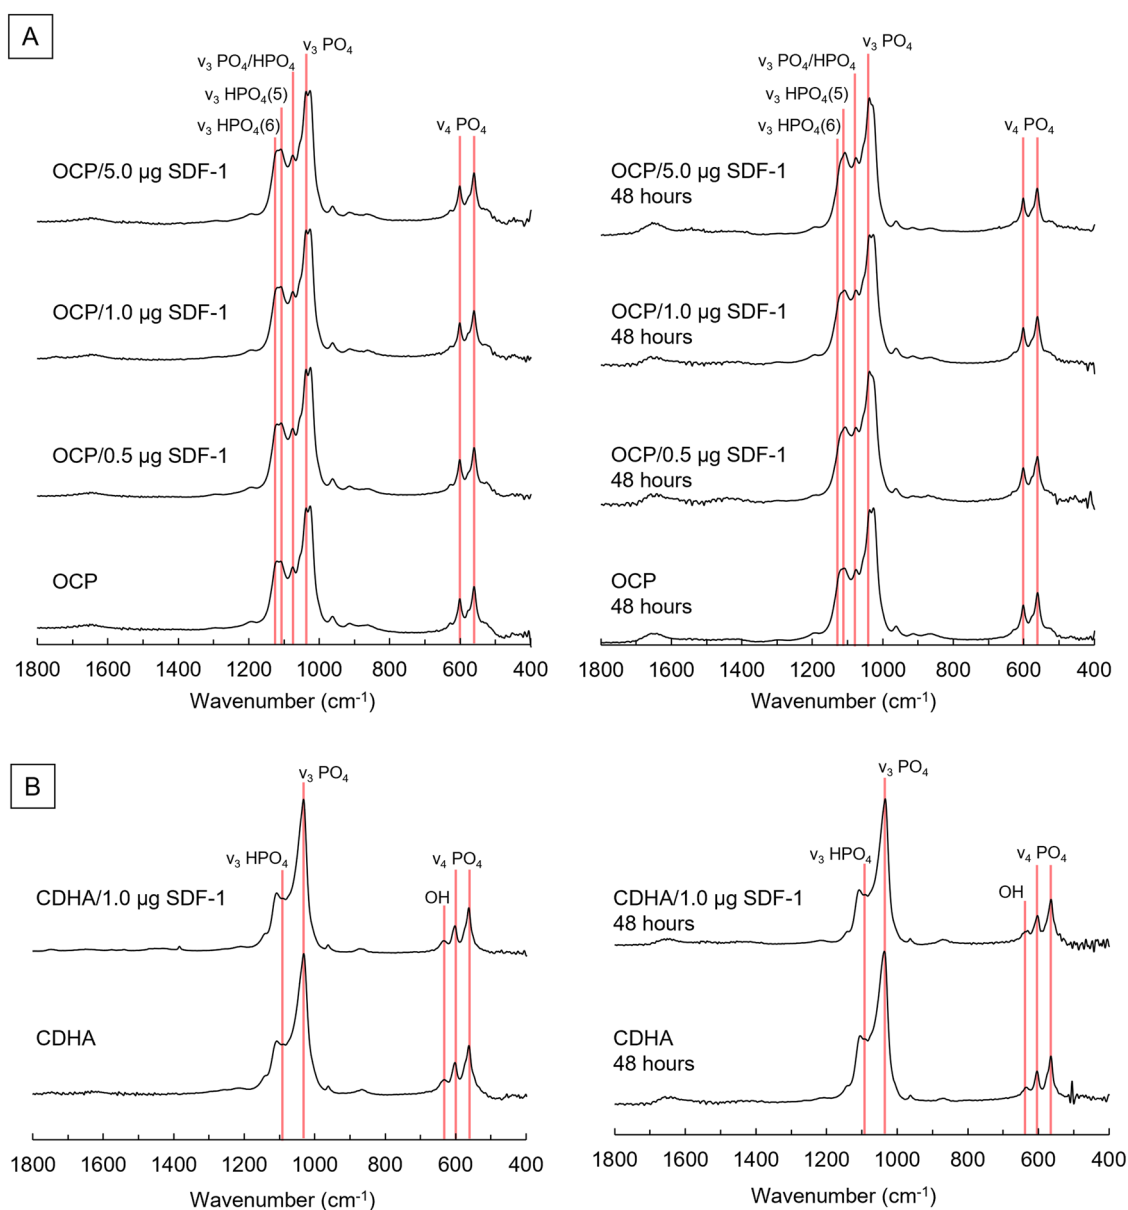 A
v₃ PO₄
v₃ PO₄/HPO₄
v₃ HPO₄(5)
v₃ HPO₄(6)
v₄ PO₄
OCP/5.0 µg SDF-1
OCP/1.0 µg SDF-1
OCP/0.5 µg SDF-1
OCP
1800 1600 1400 1200 1000 800 600 400
Wavenumber (cm⁻¹)
v₃ PO₄
v₃ PO₄/HPO₄
v₃ HPO₄(5)
v₃ HPO₄(6)
v₄ PO₄
OCP/5.0 µg SDF-1
48 hours
OCP/1.0 µg SDF-1
48 hours
OCP/0.5 µg SDF-1
48 hours
OCP
48 hours
1800 1600 1400 1200 1000 800 600 400
Wavenumber (cm⁻¹)
B
v₃ PO₄
v₃ HPO₄
v₄ PO₄
OH
CDHA/1.0 µg SDF-1
CDHA
1800 1600 1400 1200 1000 800 600 400
Wavenumber (cm⁻¹)
v₃ PO₄
v₃ HPO₄
v₄ PO₄
OH
CDHA/1.0 µg SDF-1
48 hours
CDHA
48 hours
1800 1600 1400 1200 1000 800 600 400
Wavenumber (cm⁻¹)